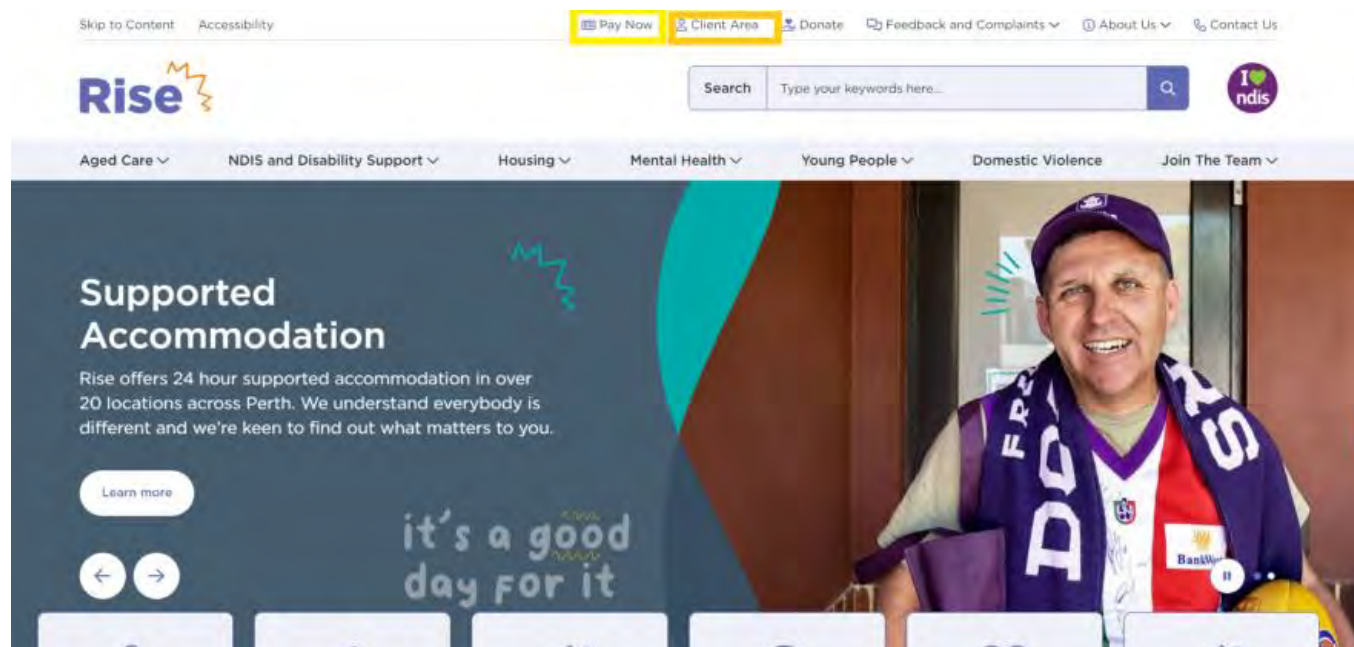 Skip to Content Accessibility Pay Now Client Area Donate Feedback and Complaints About Us Contact Us
Rise
Search Type your keywords here...
I
ndis
Aged Care NDIS and Disability Support Housing Mental Health Young People Domestic Violence Join The Team
Supported
Accommodation
Rise offers 24 hour supported accommodation in over
20 locations across Perth. We understand everybody is
different and we're keen to find out what matters to you.
Learn more
it's a good
day for it